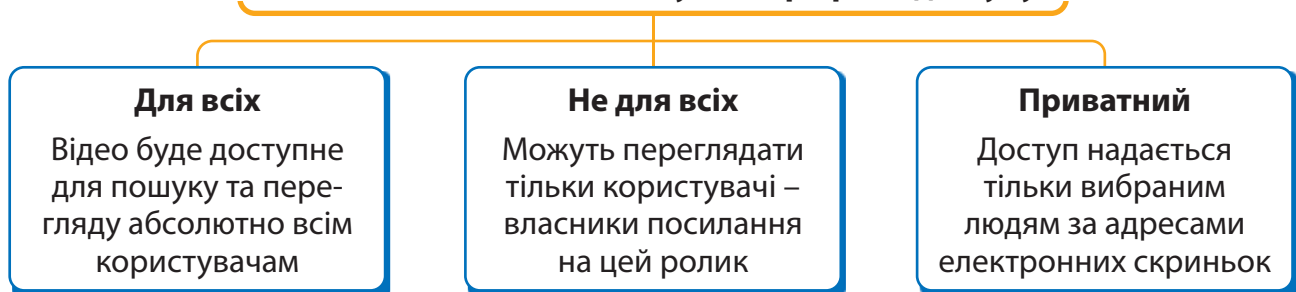 Для всіх
Відео буде доступне
для пошуку та пере-
гляду абсолютно всім
користувачам
Не для всіх
Можуть переглядати
тільки користувачі –
власники посилання
на цей ролик
Приватний
Доступ надається
тільки вибраним
людям за адресами
електронних скриньок